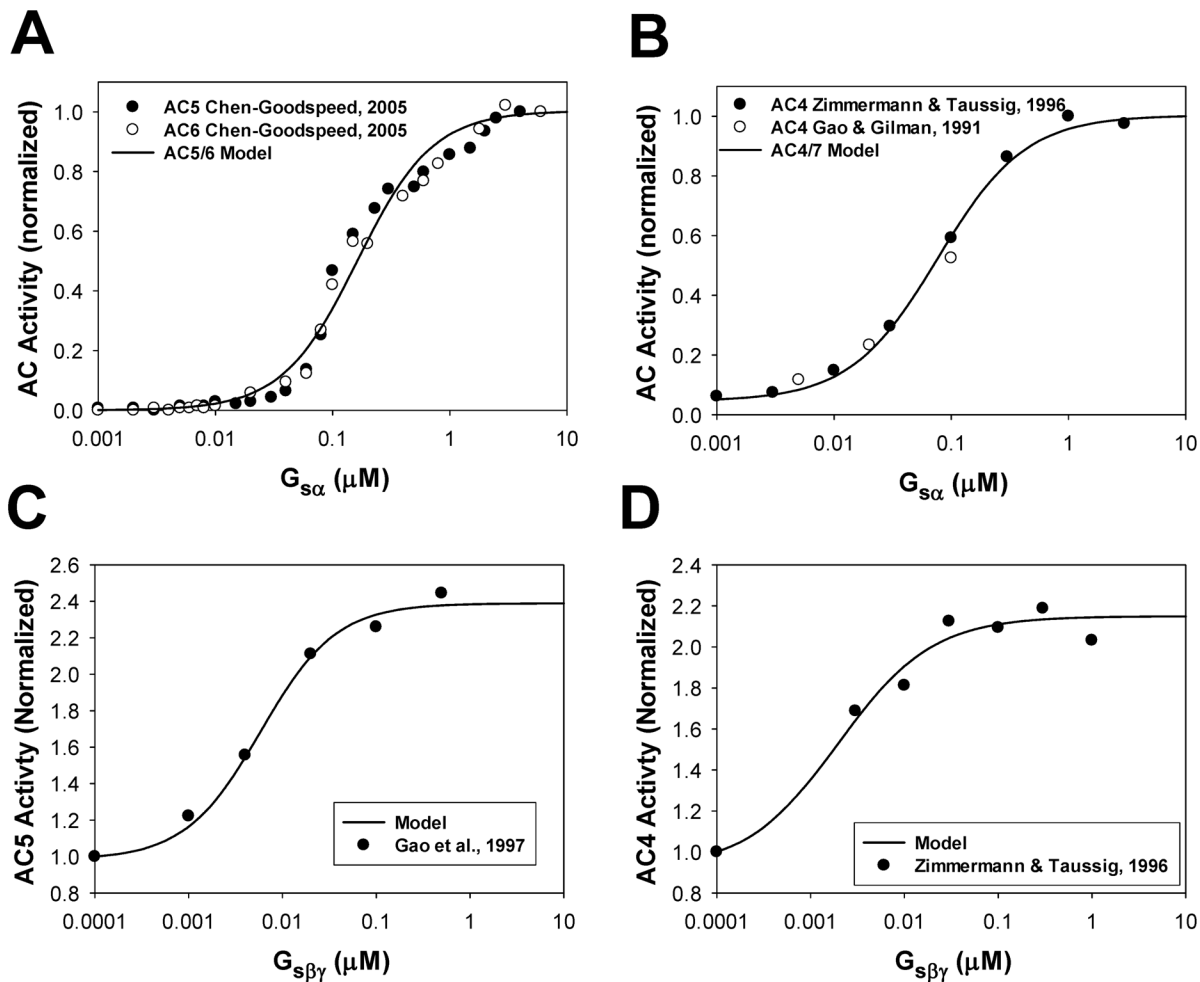 A
AC Activity (normalized)
1.0
0.8
0.6
0.4
0.2
0.0
AC5 Chen-Goodspeed, 2005
AC6 Chen-Goodspeed, 2005
AC5/6 Model
0.001
0.01
0.1
1
10
Gsα (μM)
B
AC Activity (normalized)
1.0
0.8
0.6
0.4
0.2
0.0
AC4 Zimmermann & Taussig, 1996
AC4 Gao & Gilman, 1991
AC4/7 Model
0.001
0.01
0.1
1
10
Gsα (μM)
C
AC5 Activty (Normalized)
2.6
2.4
2.2
2.0
1.8
1.6
1.4
1.2
1.0
0.8
Model
Gao et al., 1997
0.0001
0.001
0.01
0.1
1
10
Gsβγ (μM)
D
AC4 Activty (Normalized)
2.4
2.2
2.0
1.8
1.6
1.4
1.2
1.0
0.8
Model
Zimmermann & Taussig, 1996
0.0001
0.001
0.01
0.1
1
10
Gsβγ (μM)